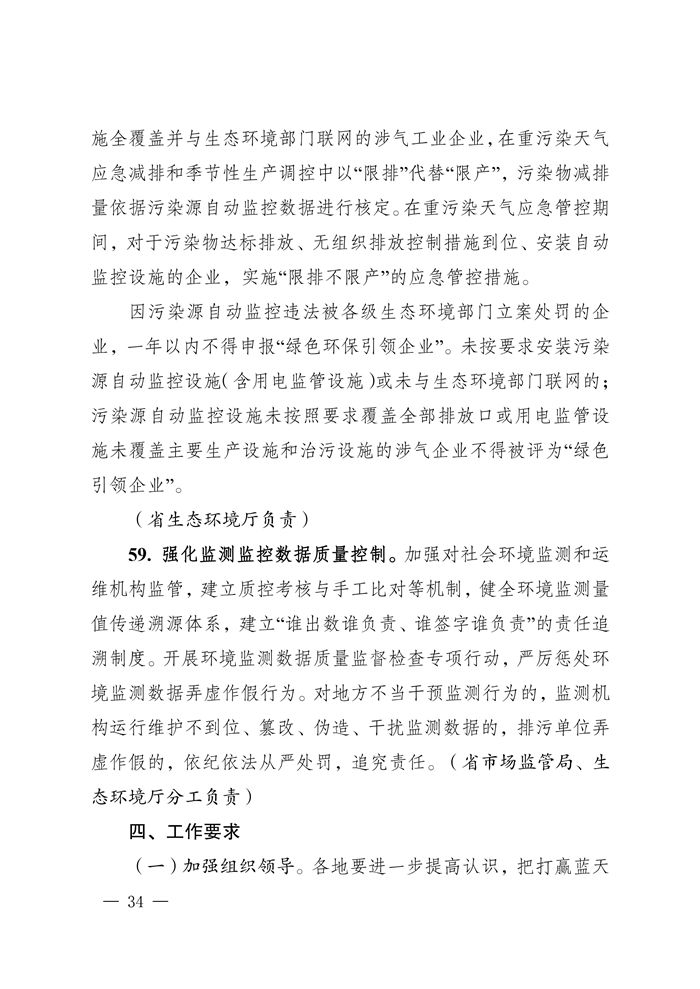 施全覆盖并与生态环境部门联网的涉气工业企业，在重污染天气
应急减排和季节性生产调控中以“限排”代替“限产”，污染物减排
量依据污染源自动监控数据进行核定。在重污染天气应急管控期
间，对于污染物达标排放、无组织排放控制措施到位、安装自动
监控设施的企业，实施“限排不限产”的应急管控措施。
因污染源自动监控违法被各级生态环境部门立案处罚的企
业，一年以内不得申报“绿色环保引领企业”。未按要求安装污染
源自动监控设施（含用电监管设施）或未与生态环境部门联网的；
污染源自动监控设施未按照要求覆盖全部排放口或用电监管设
施未覆盖主要生产设施和治污设施的涉气企业不得被评为“绿色
引领企业”。
（省生态环境厅负责）
59. 强化监测监控数据质量控制。加强对社会环境监测和运
维机构监管，建立质控考核与手工比对等机制，健全环境监测量
值传递溯源体系，建立“谁出数谁负责、谁签字谁负责”的责任追
溯制度。开展环境监测数据质量监督检查专项行动，严厉惩处环
境监测数据弄虚作假行为。对地方不当干预监测行为的，监测机
构运行维护不到位、篡改、伪造、干扰监测数据的，排污单位弄
虚作假的，依纪依法从严处罚，追究责任。（省市场监管局、生
态环境厅分工负责）
四、工作要求
（一）加强组织领导。各地要进一步提高认识，把打赢蓝天
— 34 —